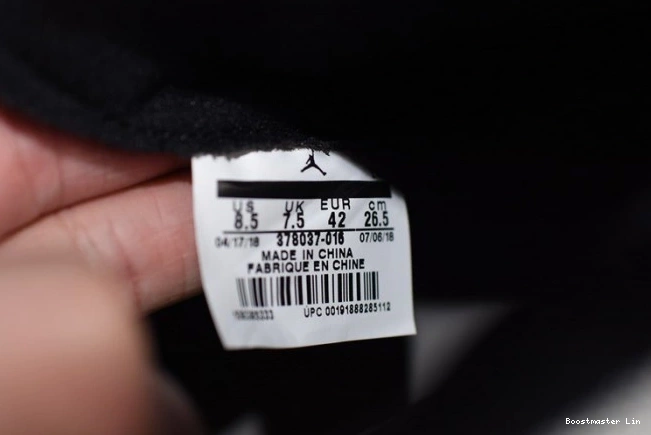 US UK EUR cm
8.5 7.5 42 26.5
04/17/18 378037-016 07/06/18
MADE IN CHINA
FABRIQUE EN CHINE
UPC 00191888285112
Boostmaster Lin